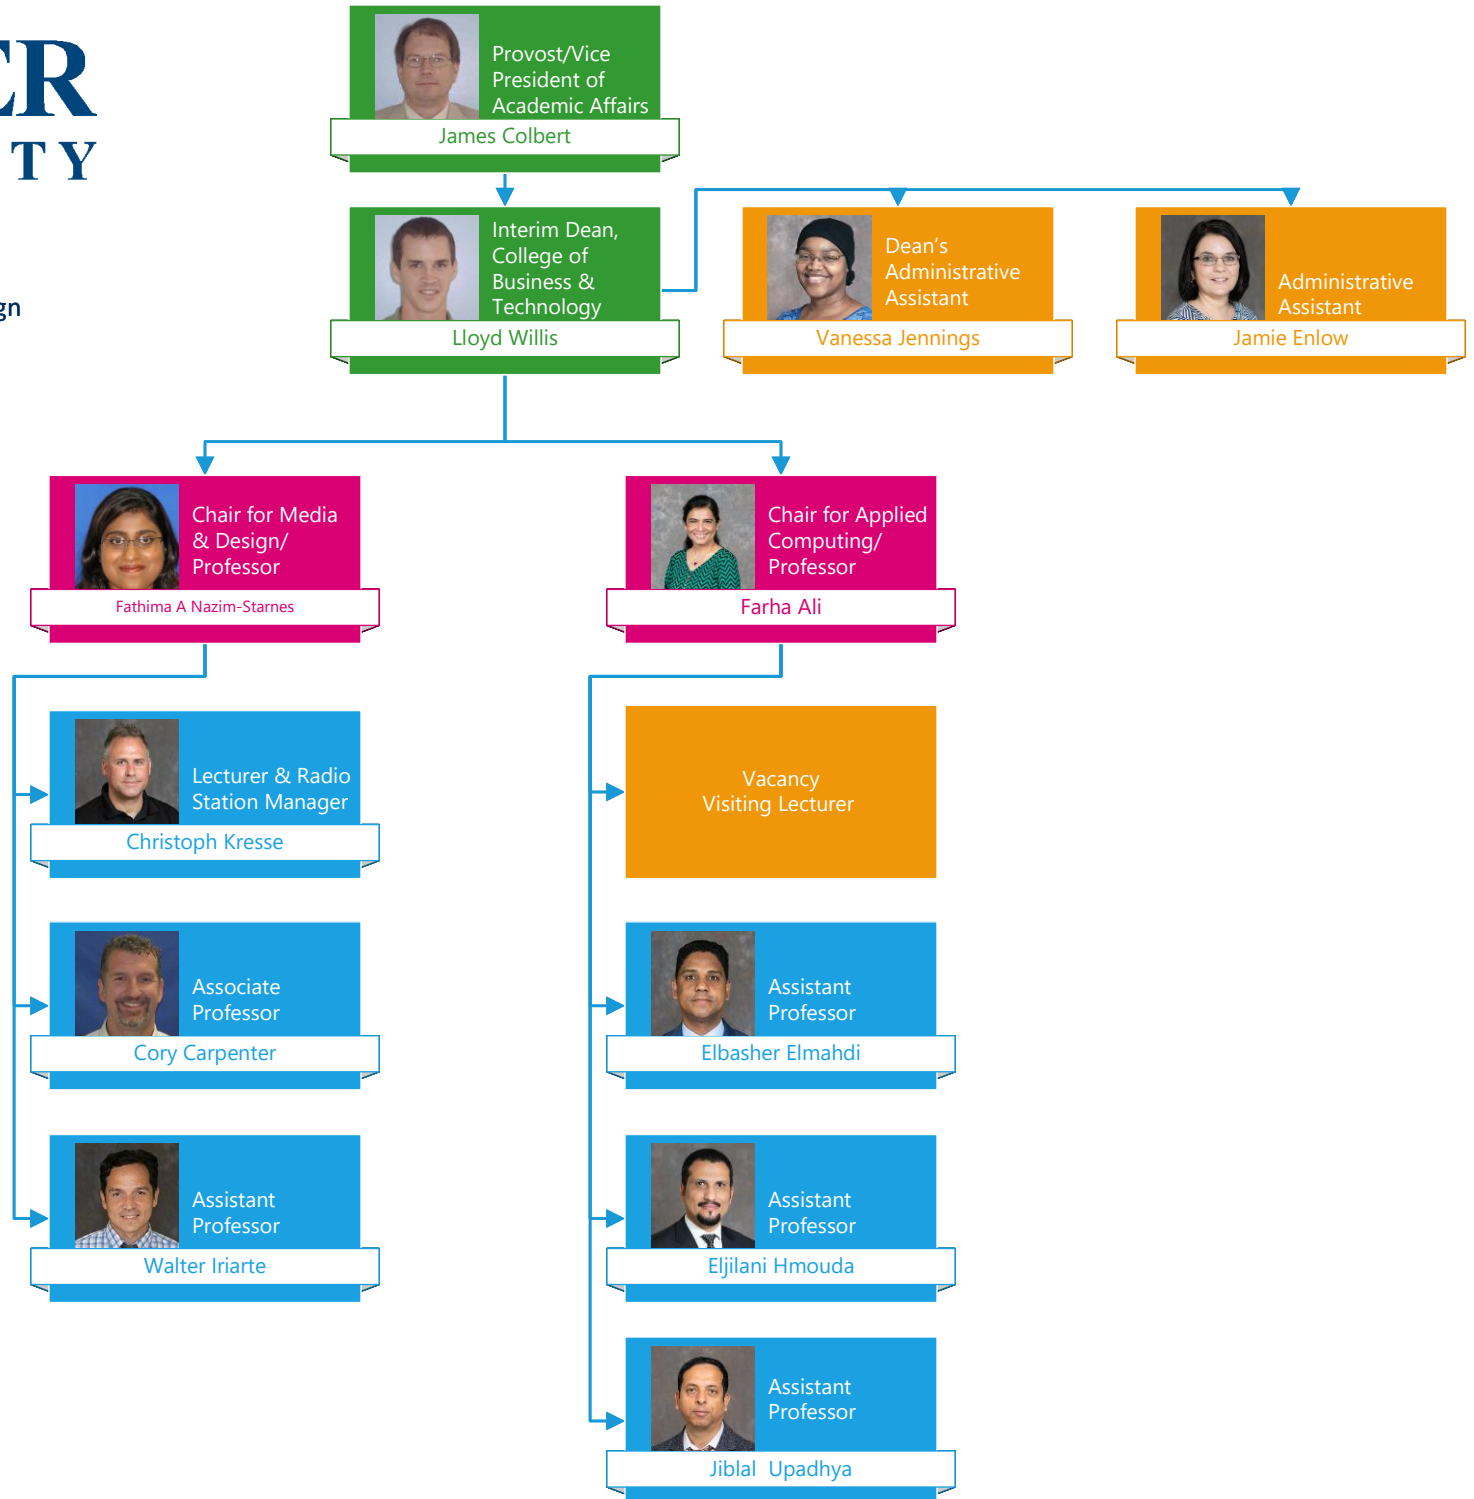 ER
TY
gn
Provost/Vice
President of
Academic Affairs
James Colbert
Interim Dean,
College of
Business &
Technology
Lloyd Willis
Dean's
Administrative
Assistant
Vanessa Jennings
Administrative
Assistant
Jamie Enlow
Chair for Media
& Design/
Professor
Fathima A Nazim-Starnes
Chair for Applied
Computing/
Professor
Farha Ali
Lecturer & Radio
Station Manager
Christoph Kresse
Vacancy
Visiting Lecturer
Associate
Professor
Cory Carpenter
Assistant
Professor
Elbasher Elmahdi
Assistant
Professor
Walter Iriarte
Assistant
Professor
Eljilani Hmouda
Assistant
Professor
Jiblal Upadhya